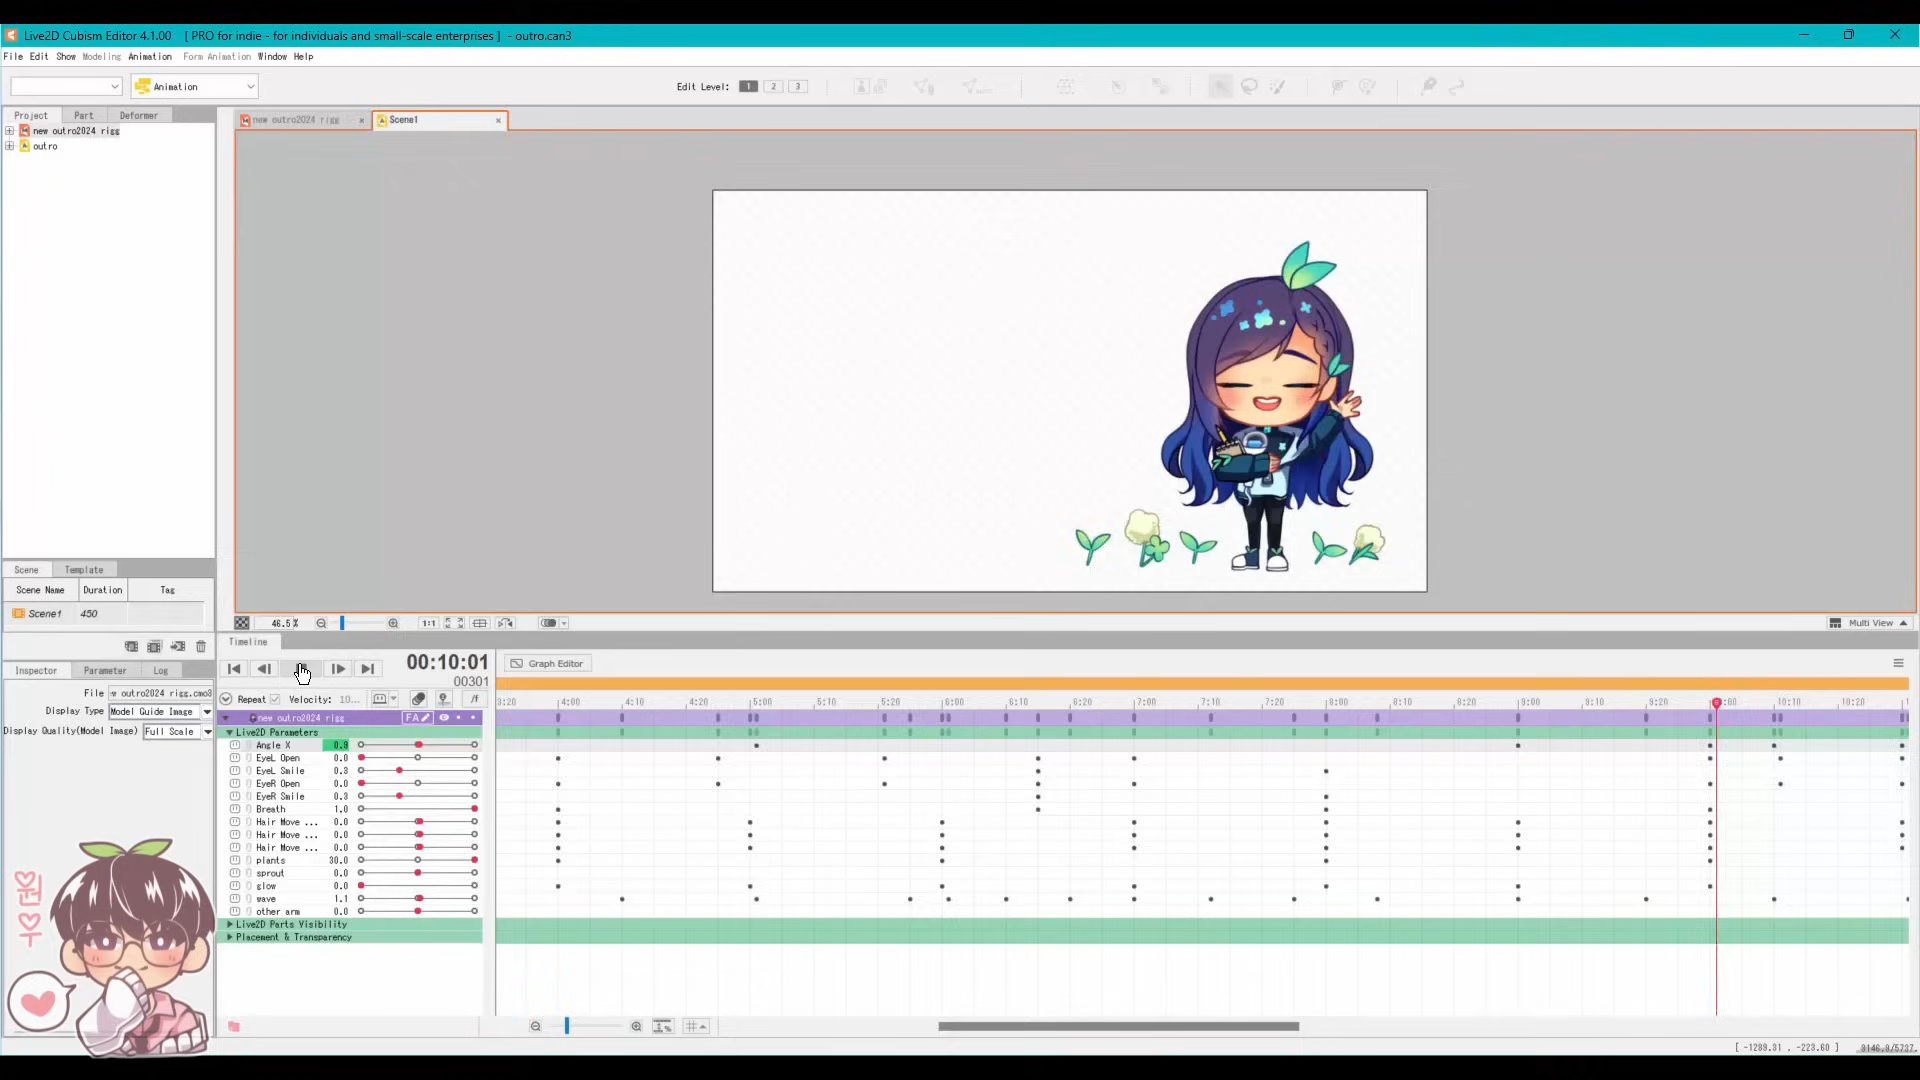 Live2D Cubism Editor 4.1.00 [ PRO for indie - for individuals and small-scale enterprises ] - outro.can3
File Edit Show Modeling Animation Form Animation Window Help
Animation
Edit Level: 1 2 3
Project Part Deformer
new outro2024 rigg
Scene1
new outro2024 rigg
outro
Scene Template
Scene Name Duration Tag
Scene1 450
46.5%
1:1
Multi View
Timeline
Inspector Parameter Log
00:10:01
00301
Graph Editor
File outro2024 rigg.cmo3
Display Type Model Guide Image
Display Quality(Model Image) Full Scale
Repeat Velocity: 10...
/f
3:20 4:00 4:10 4:20 5:00 5:10 5:20 6:00 6:10 6:20 7:00 7:10 7:20 8:00 8:10 8:20 9:00 9:10 9:20 10:10 10:20
new outro2024 rigg FA
Live2D Parameters
Angle X 0.9
EyeL Open 0.0
EyeL Smile 0.3
EyeR Open 0.0
EyeR Smile 0.3
Breath 1.0
Hair Move ... 0.0
Hair Move ... 0.0
Hair Move ... 0.0
plants 30.0
sprout 0.0
glow 0.0
wave 1.1
other arm 0.0
Live2D Parts Visibility
Placement & Transparency
원
우
[ -1289.31 , -223.60 ]